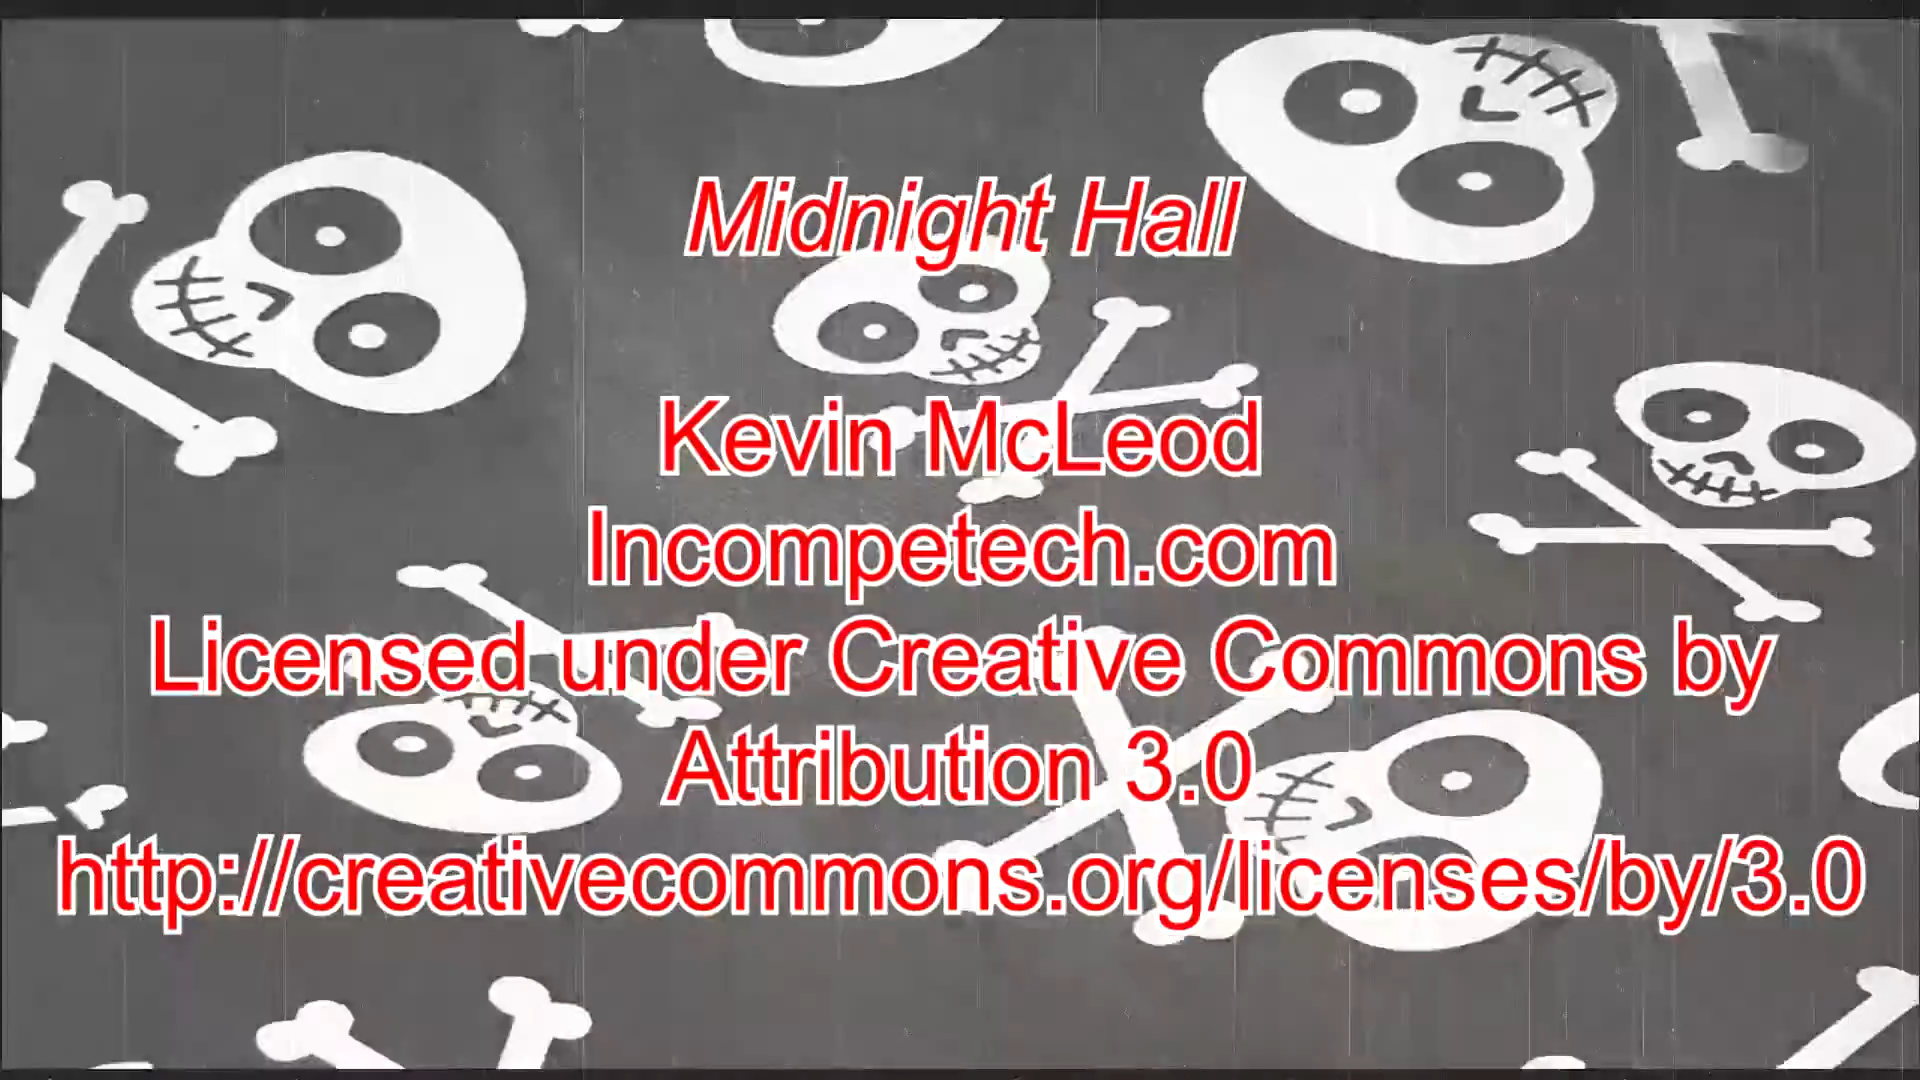 Midnight Hall
Kevin McLeod
Incompetech.com
Licensed under Creative Commons by
Attribution 3.0
http://creativecommons.org/licenses/by/3.0